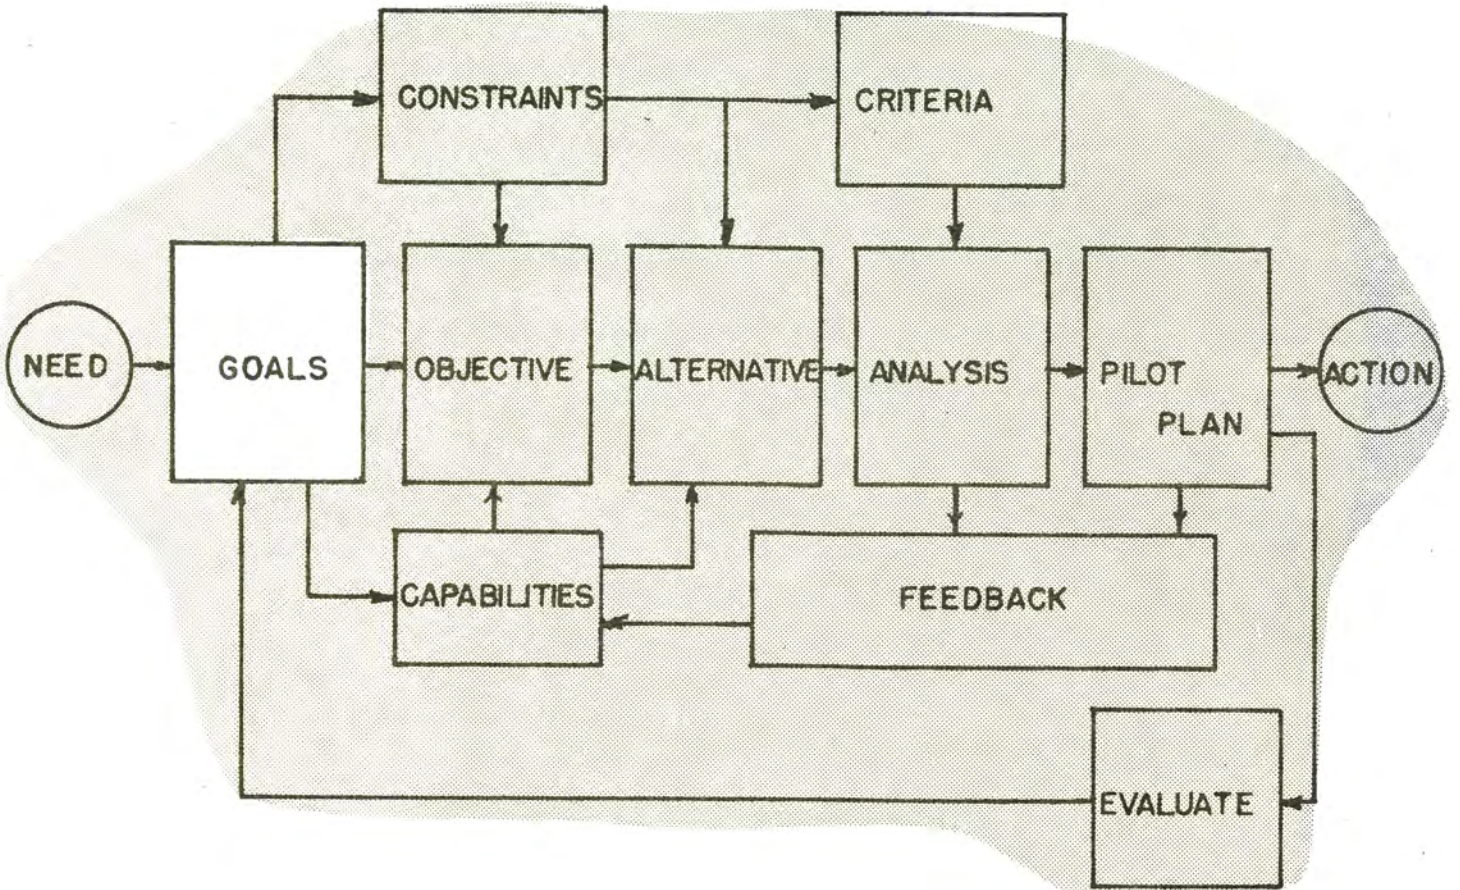 CONSTRAINTS
CRITERIA
NEED
GOALS
OBJECTIVE
ALTERNATIVE
ANALYSIS
PILOT
PLAN
ACTION
CAPABILITIES
FEEDBACK
EVALUATE